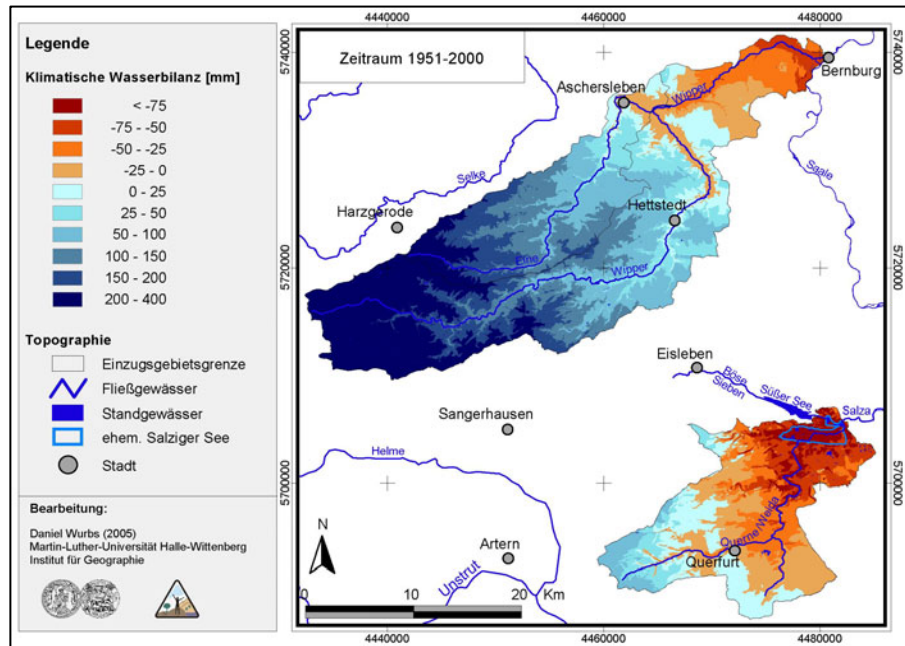 Legende
Klimatische Wasserbilanz [mm]
< -75
-75 - -50
-50 - -25
-25 - 0
0 - 25
25 - 50
50 - 100
100 - 150
150 - 200
200 - 400
Topographie
Einzugsgebietsgrenze
Fließgewässer
Standgewässer
ehem. Salziger See
Stadt
Bearbeitung:
Daniel Wurbs (2005)
Martin-Luther-Universität Halle-Wittenberg
Institut für Geographie
4440000
4460000
4480000
5740000
5740000
Zeitraum 1951-2000
Bernburg
Aschersleben
Wipper
Selke
Saale
Harzgerode
Hettstedt
Eine
Wipper
5720000
5720000
Eisleben
Böse
Sieben
Süßer See
Salza
Sangerhausen
Helme
5700000
5700000
N
Artern
Unstrut
Querne/Weida
Querfurt
0
10
20
Km
4440000
4460000
4480000